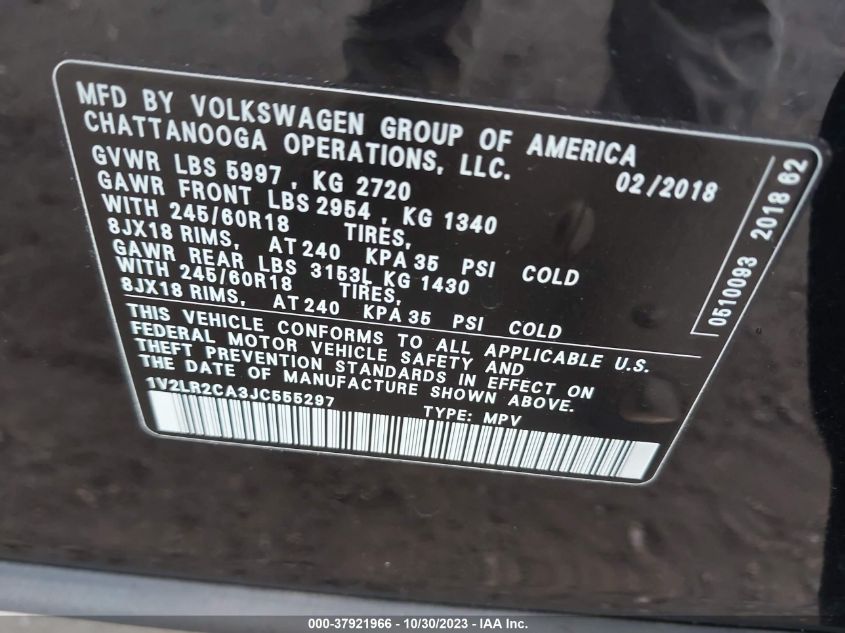 MFD BY VOLKSWAGEN GROUP OF AMERICA
CHATTANOOGA OPERATIONS, LLC.
02/2018
GVWR LBS 5997 , KG 2720
GAWR FRONT LBS 2954 , KG 1340
WITH 245/60R18 TIRES,
8JX18 RIMS, AT 240 KPA 35 PSI COLD
GAWR REAR LBS 3153L KG 1430
WITH 245/60R18 TIRES,
8JX18 RIMS, AT 240 KPA 35 PSI COLD
THIS VEHICLE CONFORMS TO ALL APPLICABLE U.S.
FEDERAL MOTOR VEHICLE SAFETY AND
THEFT PREVENTION STANDARDS IN EFFECT ON
THE DATE OF MANUFACTURE SHOWN ABOVE.
1V2LR2CA3JC555297 TYPE: MPV
0510093 2018 62
000-37921966 - 10/30/2023 - IAA Inc.